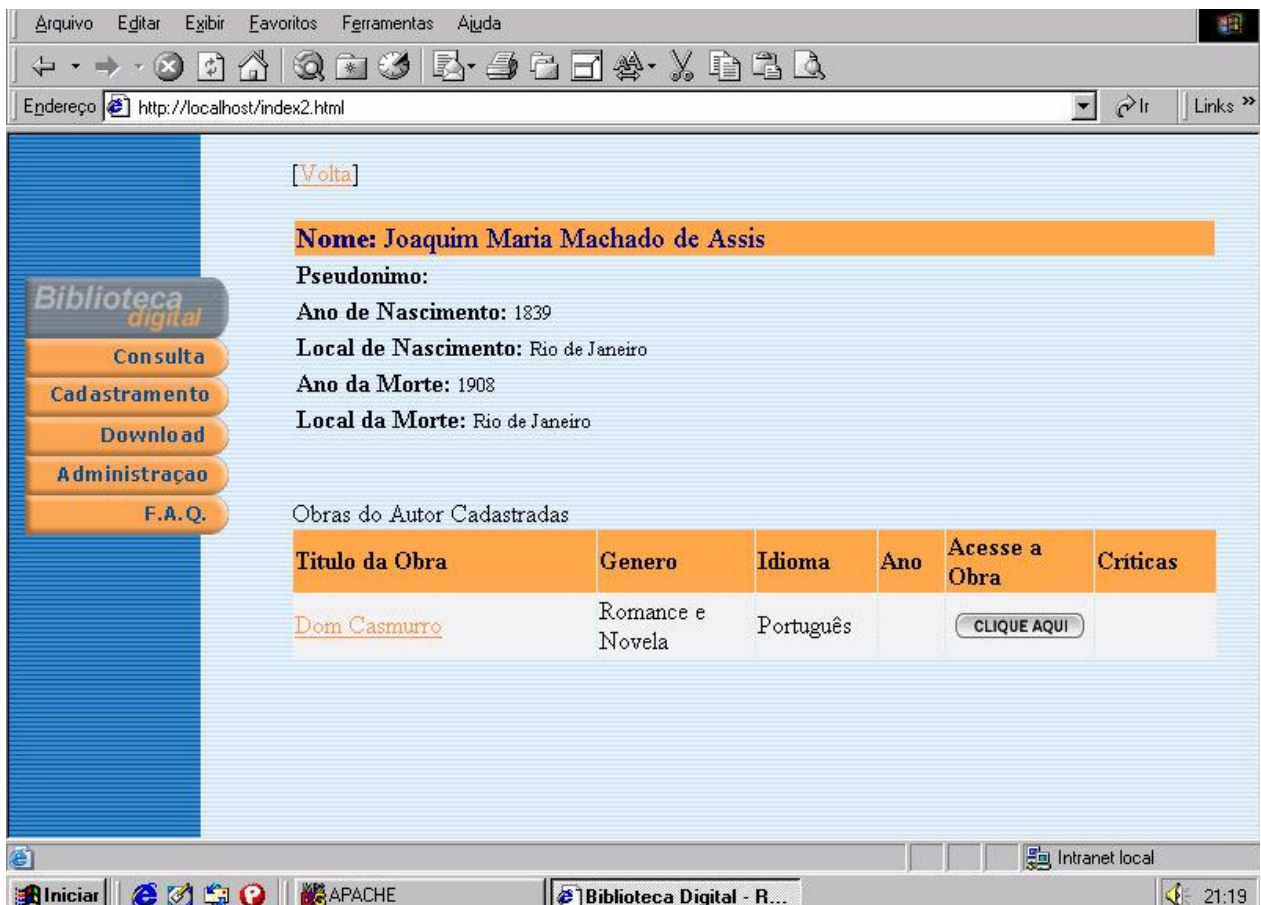 Arquivo Editar Exibir Favoritos Ferramentas Ajuda
Endereço http://localhost/index2.html Ir Links »
[Volta]
Nome: Joaquim Maria Machado de Assis
Pseudonimo:
Ano de Nascimento: 1839
Local de Nascimento: Rio de Janeiro
Ano da Morte: 1908
Local da Morte: Rio de Janeiro
Biblioteca
digital
Consulta
Cadastramento
Download
Administraçao
F.A.Q.
Obras do Autor Cadastradas
Titulo da Obra Genero Idioma Ano Acesse a Obra Críticas
Dom Casmurro Romance e Novela Português CLIQUE AQUI
Intranet local
Iniciar APACHE Biblioteca Digital - R... 21:19